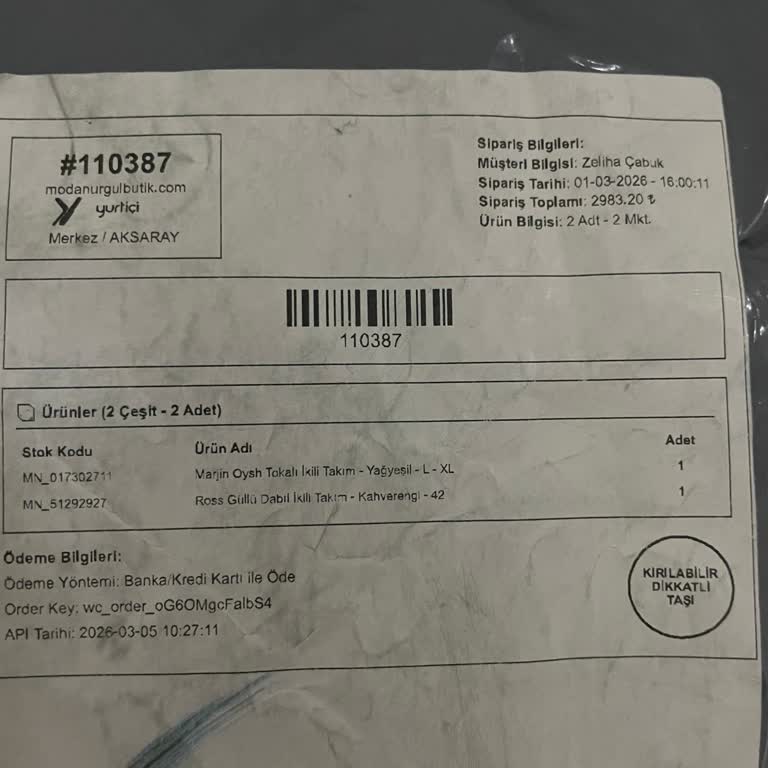 #110387
modanurgulbutik.com
yurtiçi
Merkez / AKSARAY
Sipariş Bilgileri:
Müşteri Bilgisi: Zeliha Çabuk
Sipariş Tarihi: 01-03-2026 - 16:00:11
Sipariş Toplamı: 2983.20 ₺
Ürün Bilgisi: 2 Adt - 2 Mkt.
110387
Ürünler (2 Çeşit - 2 Adet)
Stok Kodu Ürün Adı Adet
MN_017302711 Marjin Oysh Tokalı İkili Takım - Yağyeşil - L - XL 1
MN_51292927 Ross Güllü Dabıl İkili Takım - Kahverengi - 42 1
Ödeme Bilgileri:
Ödeme Yöntemi: Banka/Kredi Kartı ile Öde
Order Key: wc_order_oG6OMgcFalbS4
API Tarihi: 2026-03-05 10:27:11
KIRILABİLİR
DİKKATLİ
TAŞI